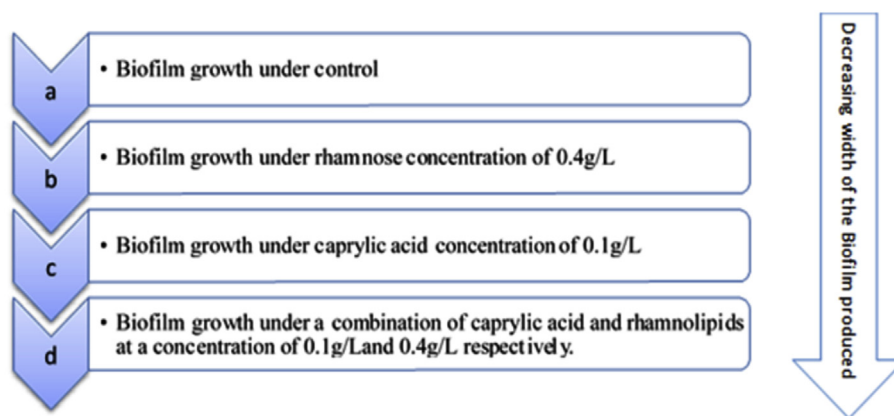 a
• Biofilm growth under control
b
• Biofilm growth under rhamnose concentration of 0.4g/L
c
• Biofilm growth under caprylic acid concentration of 0.1g/L
d
• Biofilm growth under a combination of caprylic acid and rhamnolipids
at a concentration of 0.1g/Land 0.4g/L respectively.
Decreasing width of the Biofilm produced